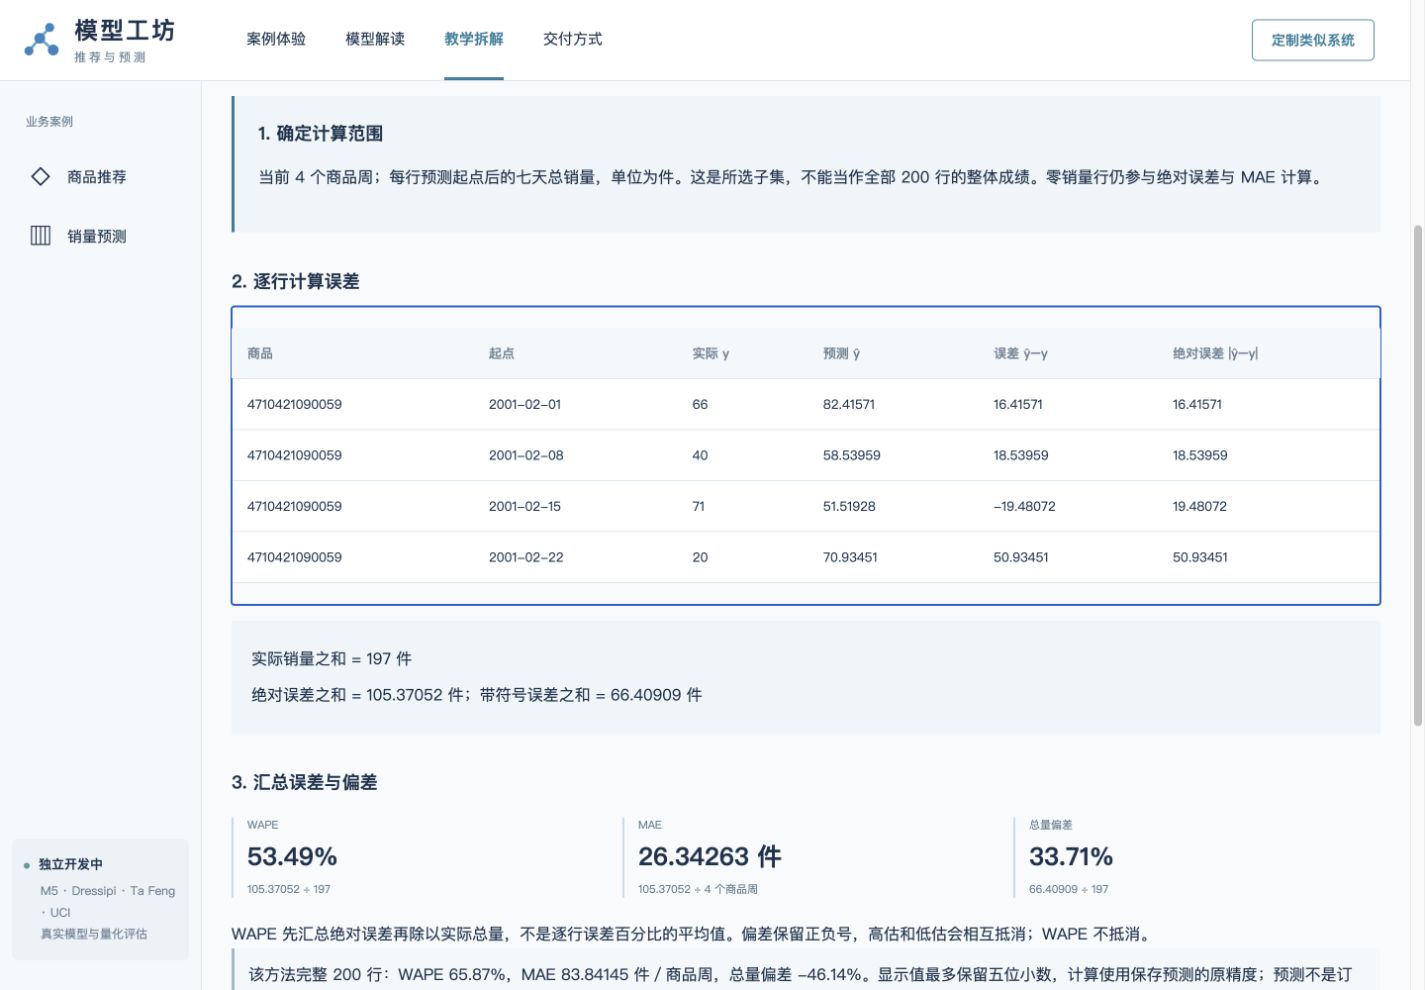 模型工坊
推荐与预测
案例体验 模型解读 教学拆解 交付方式
定制类似系统
业务案例
商品推荐
销量预测
独立开发中
M5 · Dressipi · Ta Feng
· UCI
真实模型与量化评估
1. 确定计算范围
当前 4 个商品周；每行预测起点后的七天总销量，单位为件。这是所选子集，不能当作全部 200 行的整体成绩。零销量行仍参与绝对误差与 MAE 计算。
2. 逐行计算误差
商品 起点 实际 y 预测 ŷ 误差 ŷ−y 绝对误差 |ŷ−y|
4710421090059 2001-02-01 66 82.41571 16.41571 16.41571
4710421090059 2001-02-08 40 58.53959 18.53959 18.53959
4710421090059 2001-02-15 71 51.51928 -19.48072 19.48072
4710421090059 2001-02-22 20 70.93451 50.93451 50.93451
实际销量之和 = 197 件
绝对误差之和 = 105.37052 件；带符号误差之和 = 66.40909 件
3. 汇总误差与偏差
WAPE MAE 总量偏差
53.49% 26.34263 件 33.71%
105.37052 ÷ 197 105.37052 ÷ 4 个商品周 66.40909 ÷ 197
WAPE 先汇总绝对误差再除以实际总量，不是逐行误差百分比的平均值。偏差保留正负号，高估和低估会相互抵消；WAPE 不抵消。
该方法完整 200 行：WAPE 65.87%，MAE 83.84145 件 / 商品周，总量偏差 -46.14%。显示值最多保留五位小数，计算使用保存预测的原精度；预测不是订